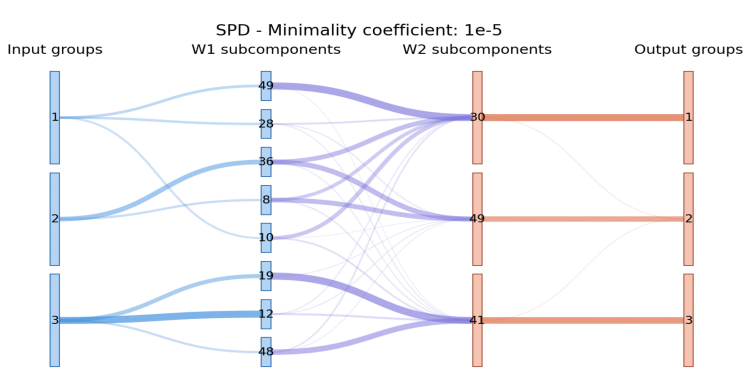 SPD - Minimality coefficient: 1e-5
Input groups W1 subcomponents W2 subcomponents Output groups
49
1 30 1
28
36
8
2 49 2
10
19
12
3 41 3
48